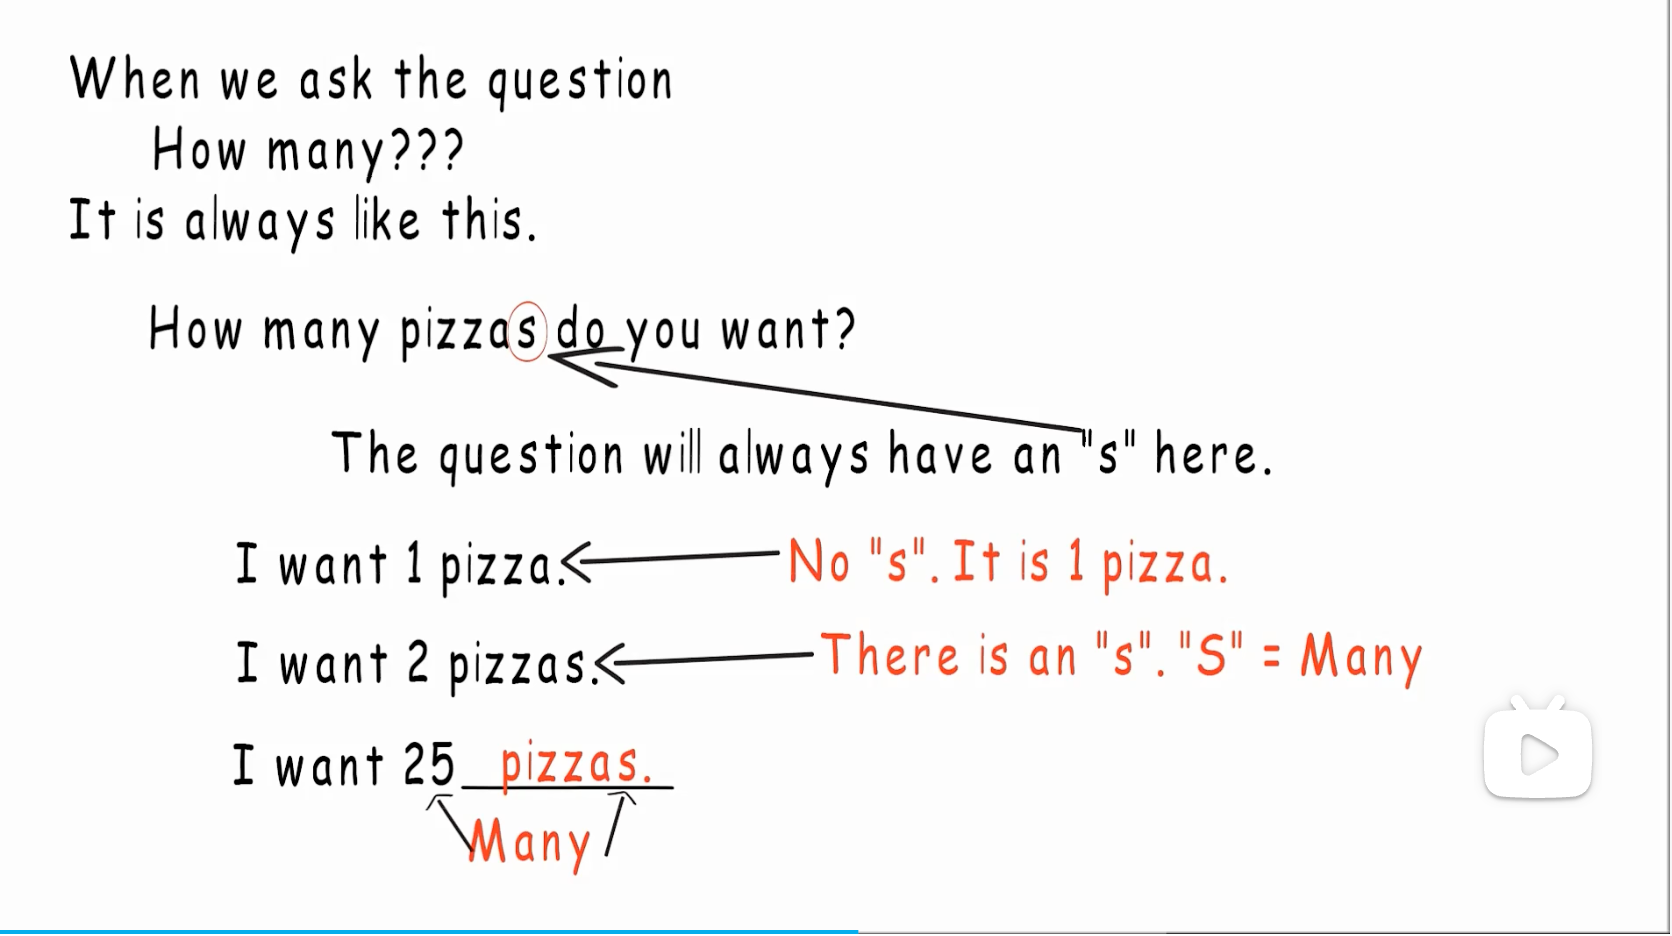 When we ask the question
How many???
It is always like this.
How many pizzas do you want?
The question will always have an "s" here.
I want 1 pizza. No "s". It is 1 pizza.
I want 2 pizzas. There is an "s". "S" = Many
I want 25 pizzas.
Many